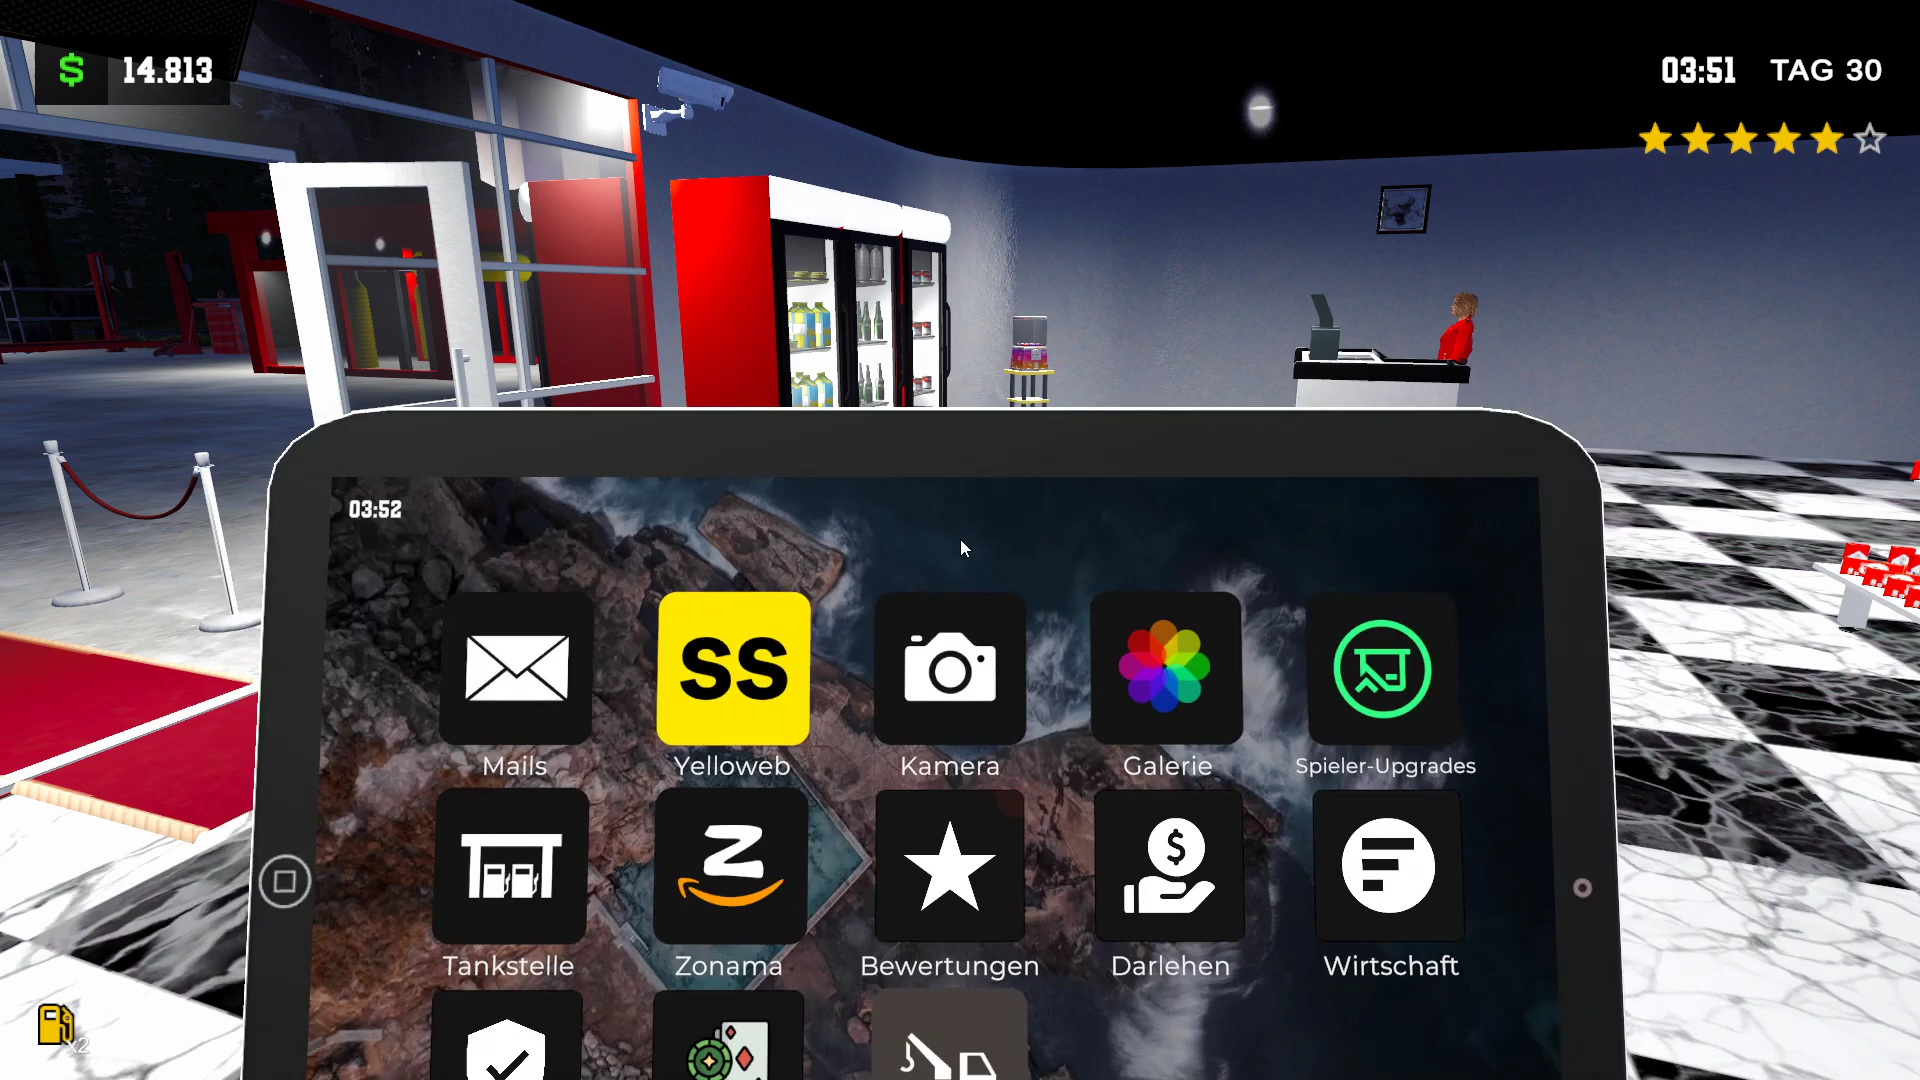 $ 14.813
03:51 TAG 30
03:52
SS
Mails Yelloweb Kamera Galerie Spieler-Upgrades
Z
$
Tankstelle Zonama Bewertungen Darlehen Wirtschaft
x2